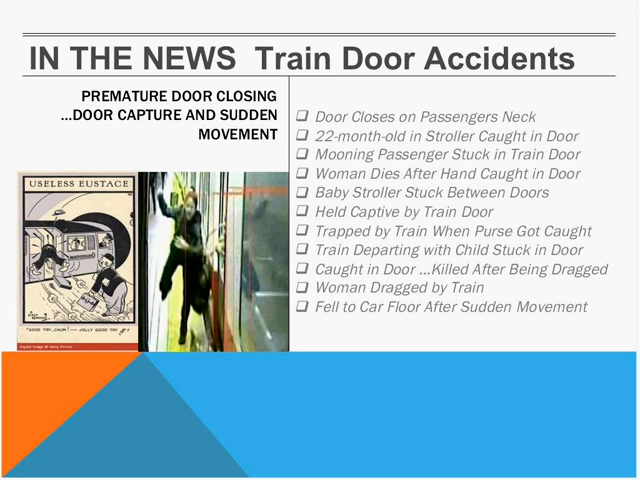 IN THE NEWS  Train Door Accidents
PREMATURE DOOR CLOSING
...DOOR CAPTURE AND SUDDEN
MOVEMENT
❑ Door Closes on Passengers Neck
❑ 22-month-old in Stroller Caught in Door
❑ Mooning Passenger Stuck in Train Door
❑ Woman Dies After Hand Caught in Door
❑ Baby Stroller Stuck Between Doors
❑ Held Captive by Train Door
❑ Trapped by Train When Purse Got Caught
❑ Train Departing with Child Stuck in Door
❑ Caught in Door ...Killed After Being Dragged
❑ Woman Dragged by Train
❑ Fell to Car Floor After Sudden Movement
USELESS EUSTACE
"GOOD TRY, CHUM! — JOLLY GOOD TRY